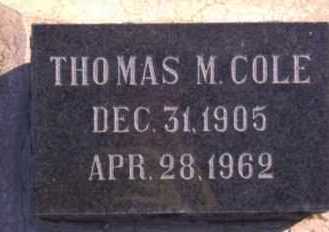 THOMAS M. COLE
DEC. 31, 1905
APR. 28, 1962